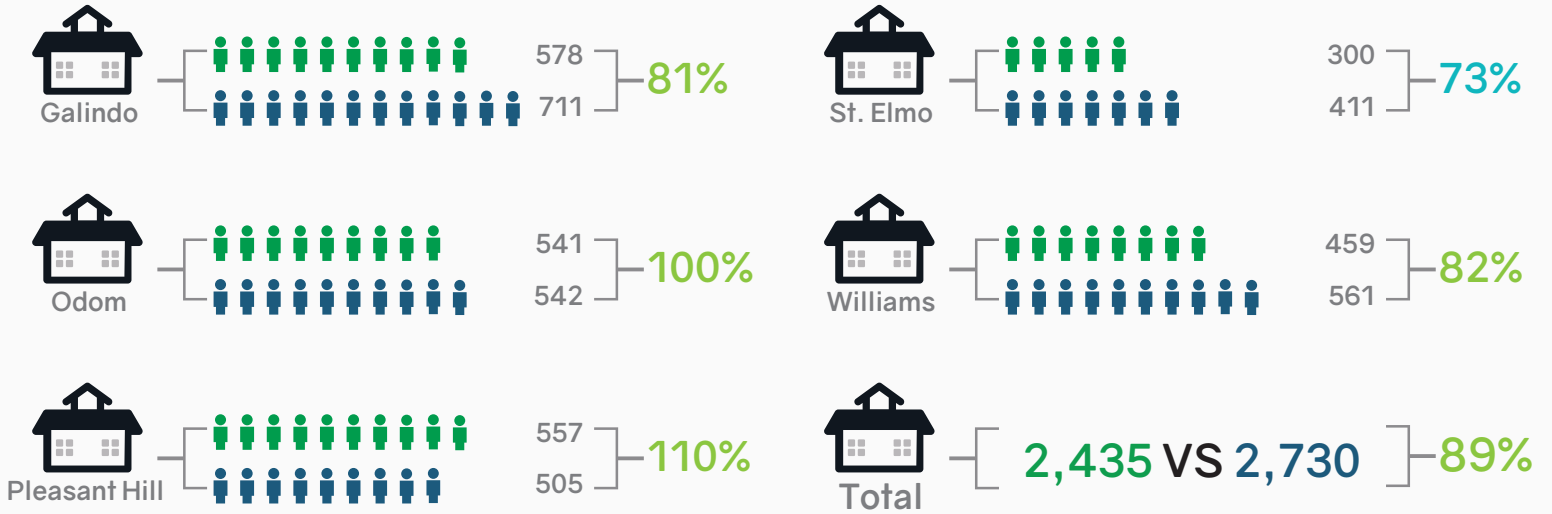 578
81%
711
Galindo
300
73%
411
St. Elmo
541
100%
542
Odom
459
82%
561
Williams
557
110%
505
Pleasant Hill
2,435 VS 2,730
89%
Total